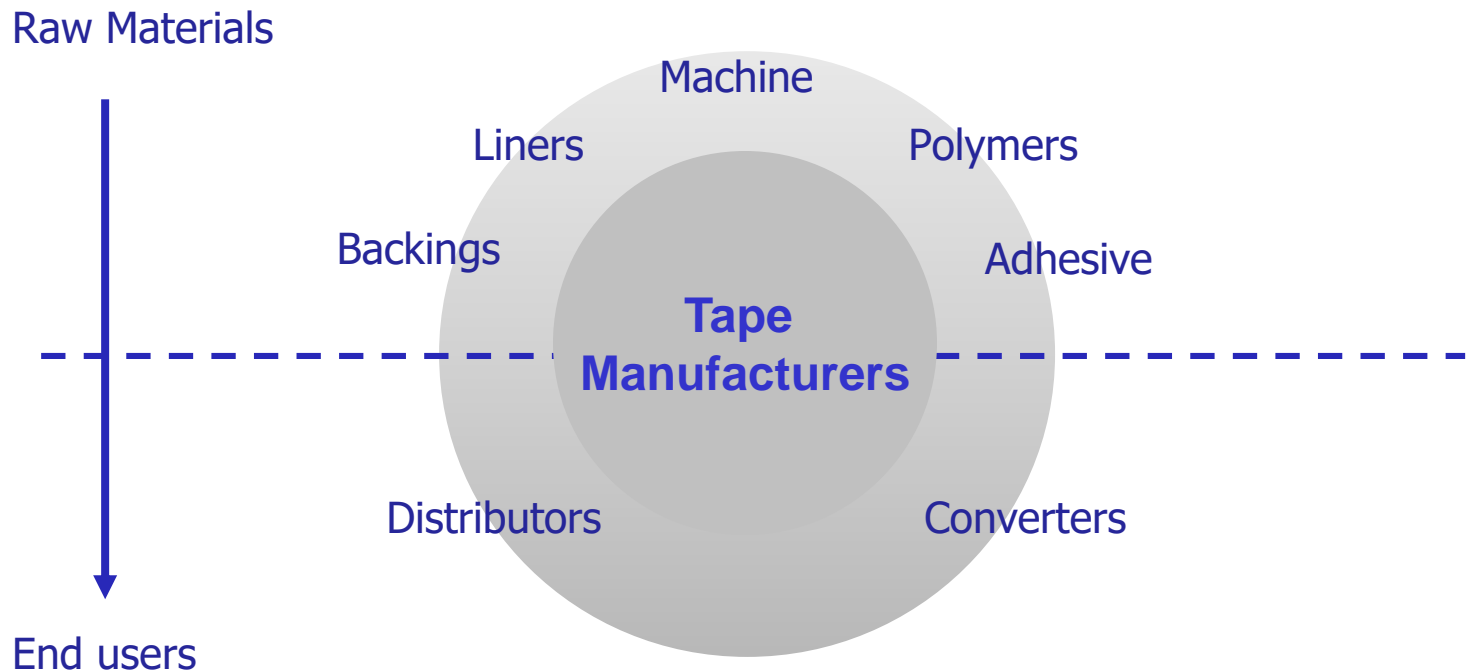 Raw Materials
Machine
Liners
Polymers
Backings
Adhesive
Tape
Manufacturers
Distributors
Converters
End users